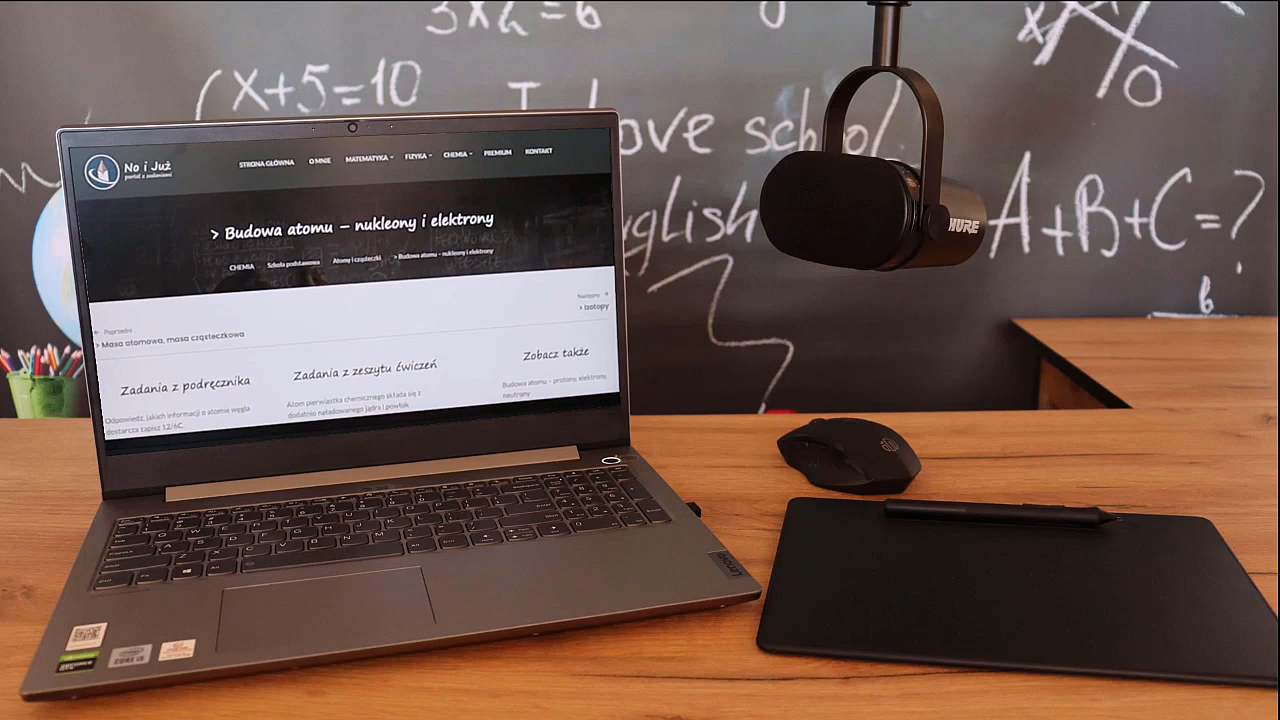 3x2=6
0
(x+5=10
0
I love school
English
A+B+C=?
6
SHURE
No i Już
portal z zadaniami
STRONA GŁÓWNA O MNIE MATEMATYKA FIZYKA CHEMIA PREMIUM KONTAKT
> Budowa atomu – nukleony i elektrony
CHEMIA Szkoła podstawowa Atomy i cząsteczki > Budowa atomu – nukleony i elektrony
← Poprzedni
> Masa atomowa, masa cząsteczkowa
Następny →
> Izotopy
Zadania z podręcznika
Odpowiedz, jakich informacji o atomie węgla
dostarcza zapis 12/6C.
Zadania z zeszytu ćwiczeń
Atom pierwiastka chemicznego składa się z
dodatnio naładowanego jądra i powłok
Zobacz także
Budowa atomu – protony, elektrony,
neutrony
Lenovo